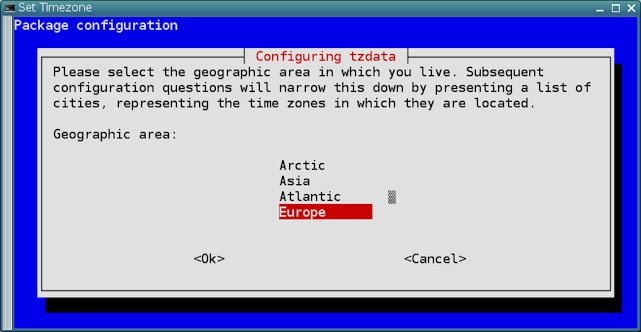 Set Timezone
Package configuration
Configuring tzdata
Please select the geographic area in which you live. Subsequent
configuration questions will narrow this down by presenting a list of
cities, representing the time zones in which they are located.
Geographic area:
Arctic
Asia
Atlantic
Europe
<Ok> <Cancel>